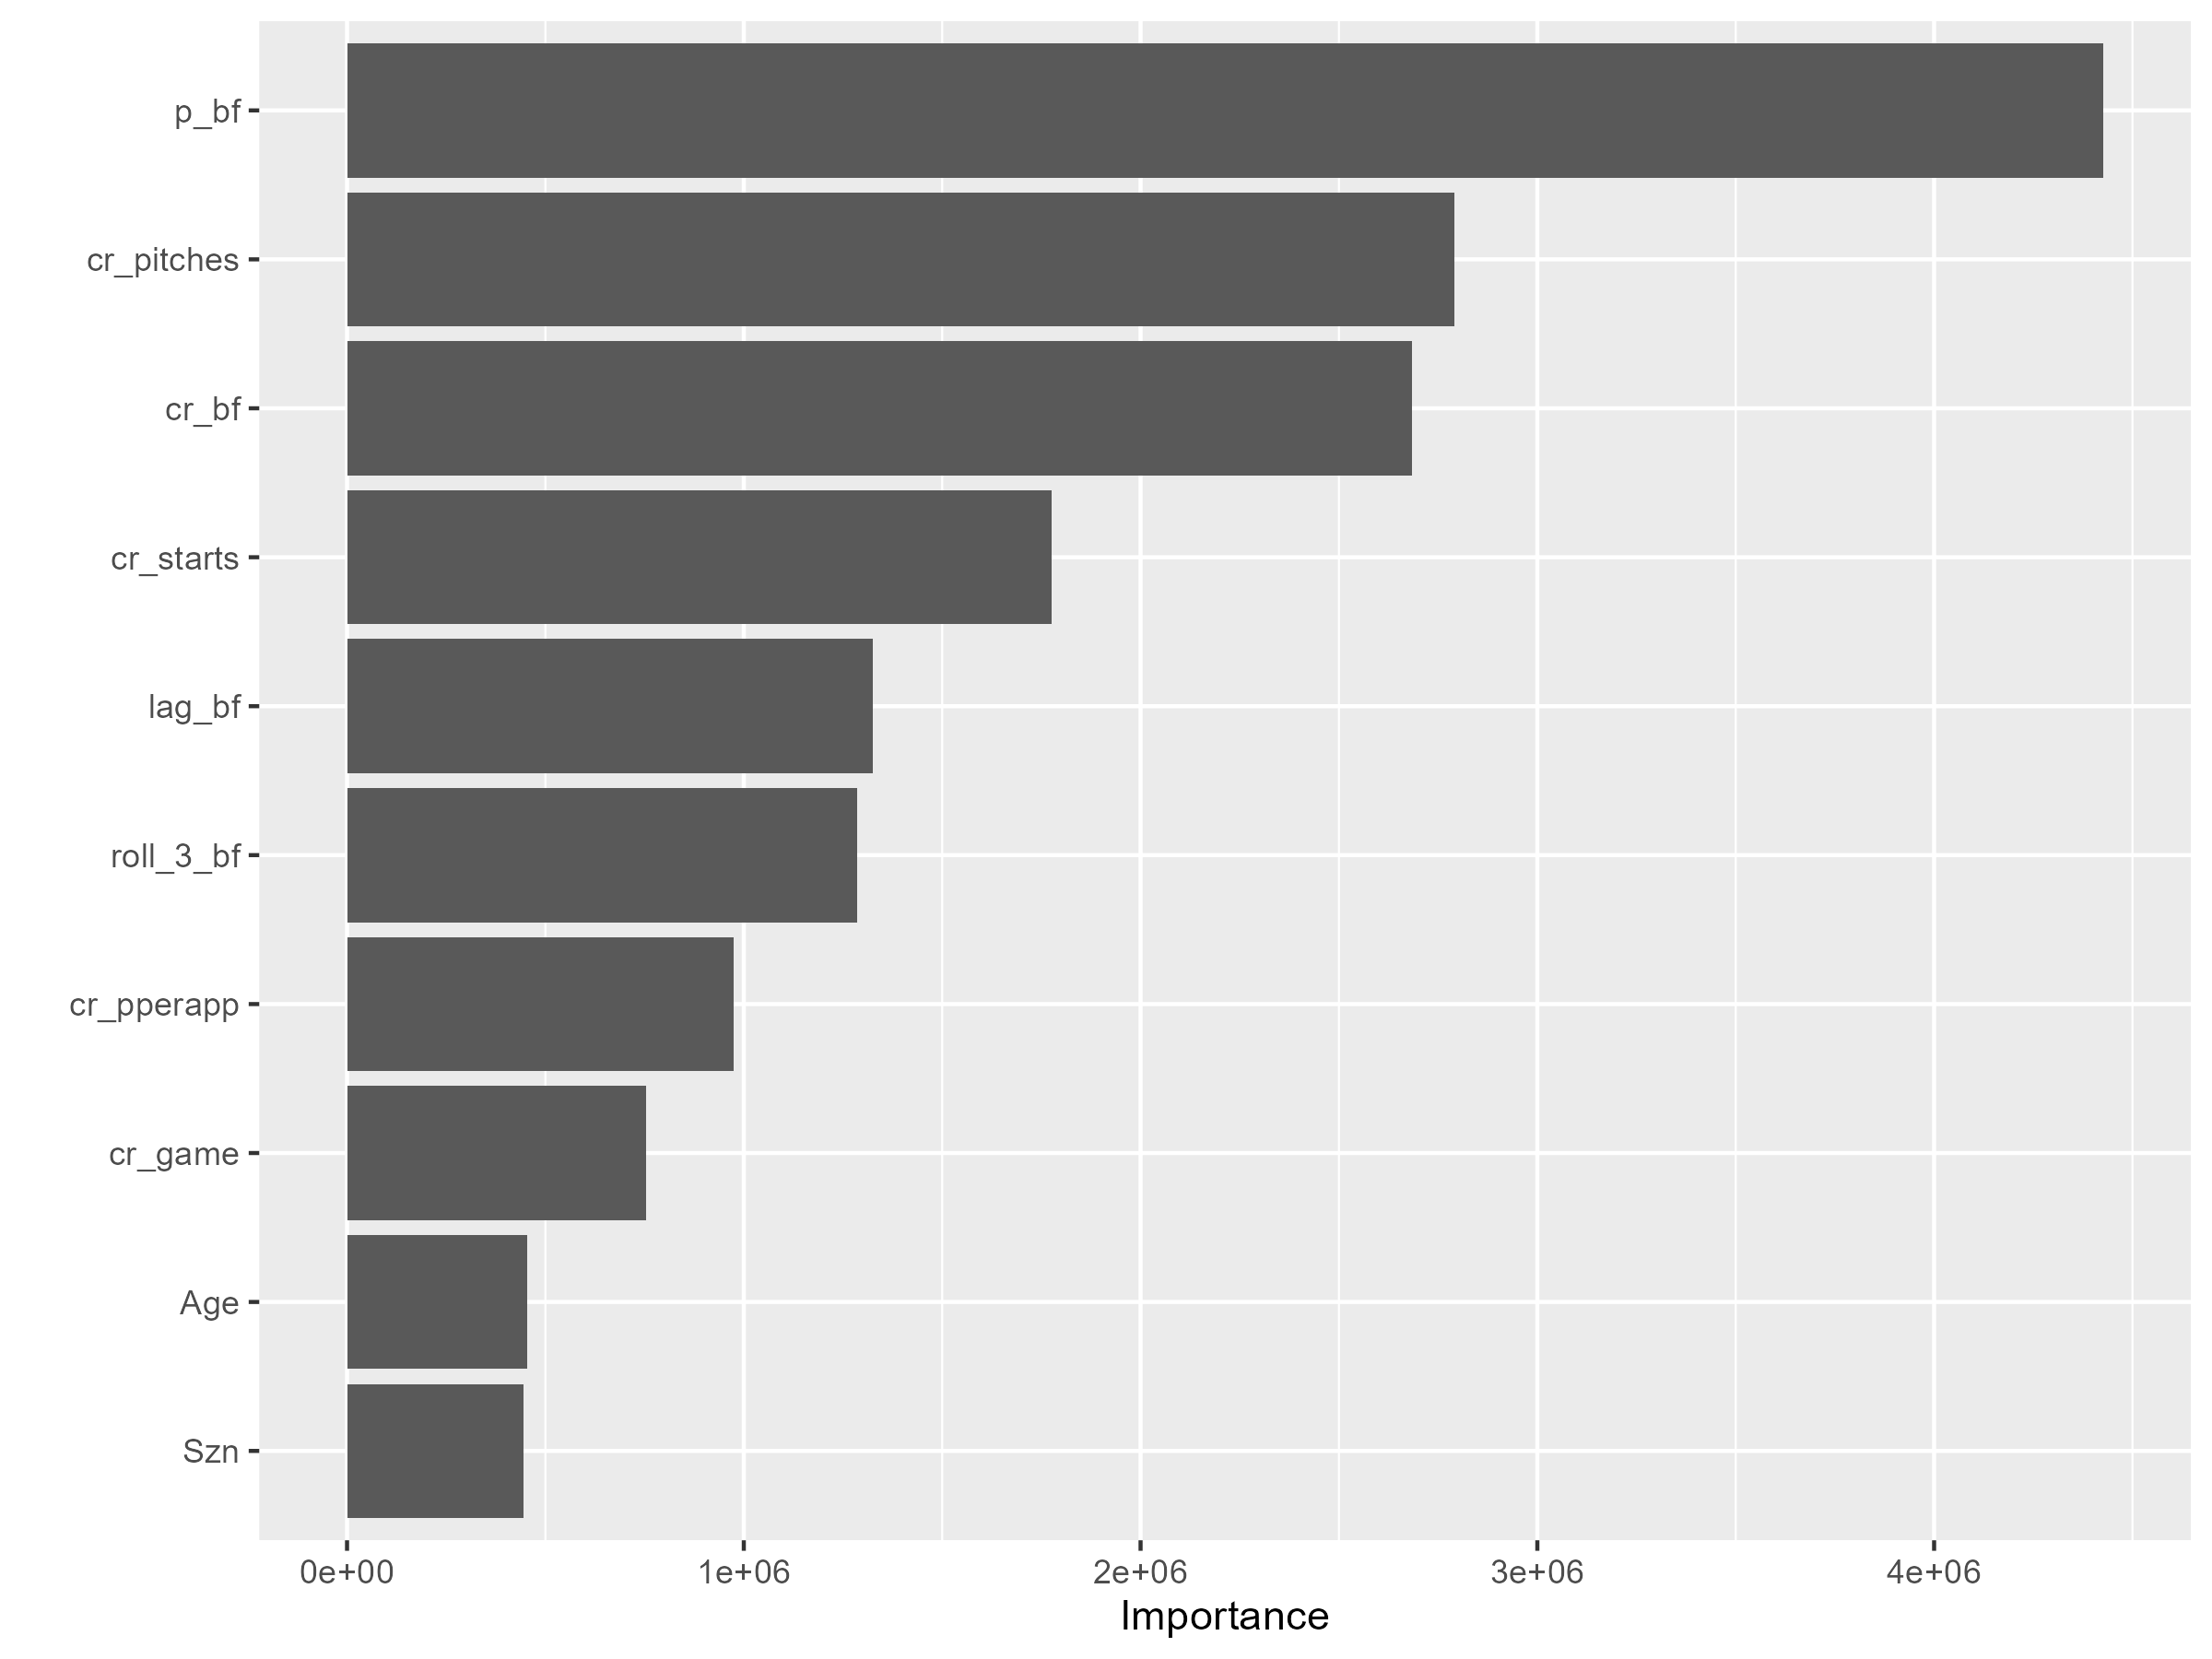 p_bf
cr_pitches
cr_bf
cr_starts
lag_bf
roll_3_bf
cr_pperapp
cr_game
Age
Szn
0e+00 1e+06 2e+06 3e+06 4e+06
Importance